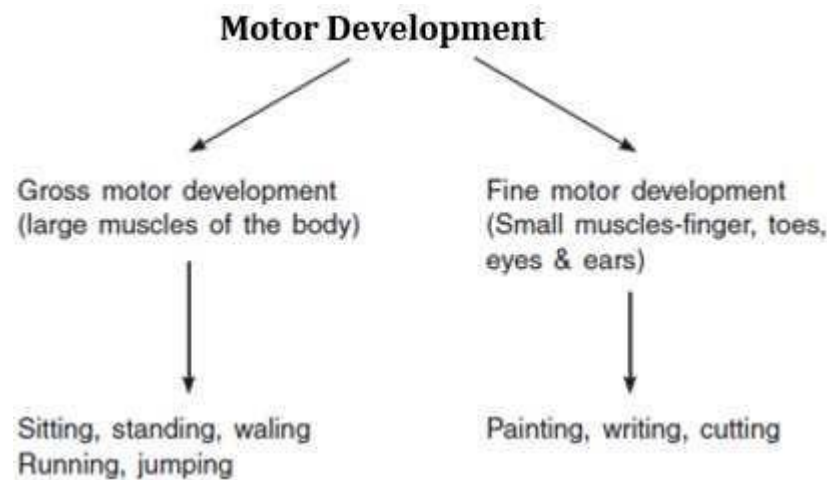 Motor Development
Gross motor development
(large muscles of the body)
Fine motor development
(Small muscles-finger, toes,
eyes & ears)
Sitting, standing, waling
Running, jumping
Painting, writing, cutting